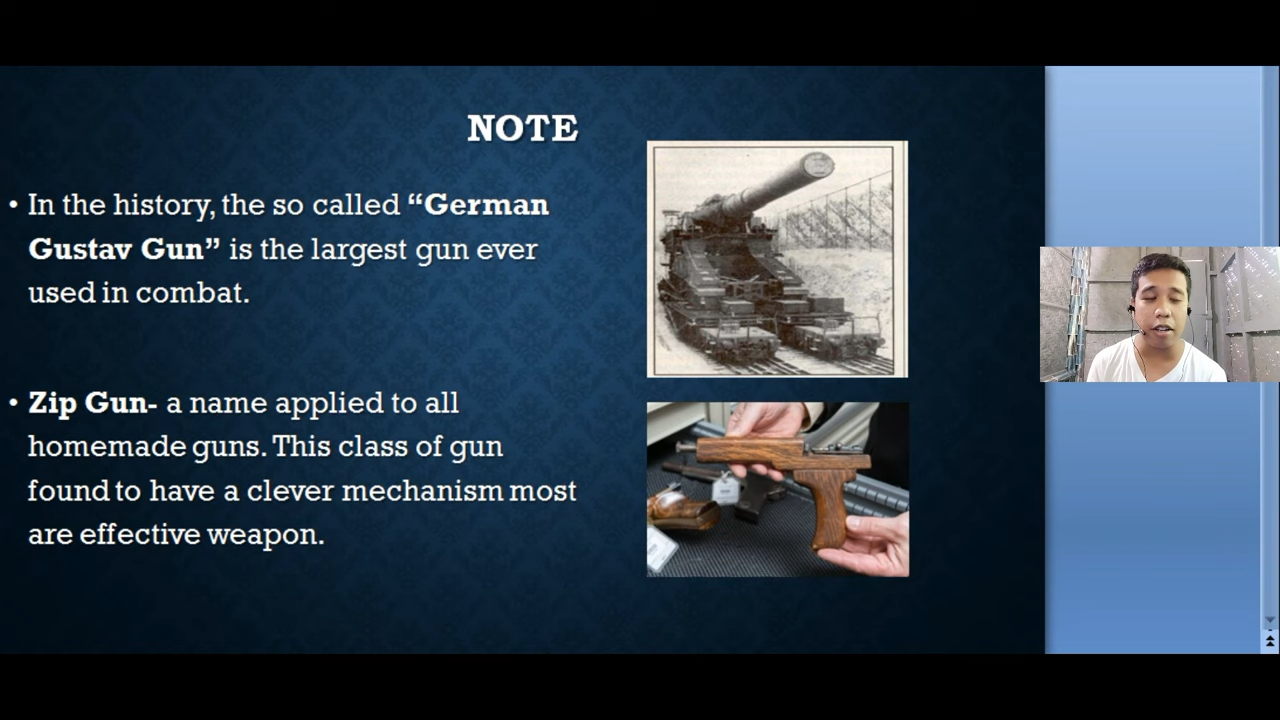 NOTE
• In the history, the so called “German
Gustav Gun” is the largest gun ever
used in combat.
• Zip Gun- a name applied to all
homemade guns. This class of gun
found to have a clever mechanism most
are effective weapon.